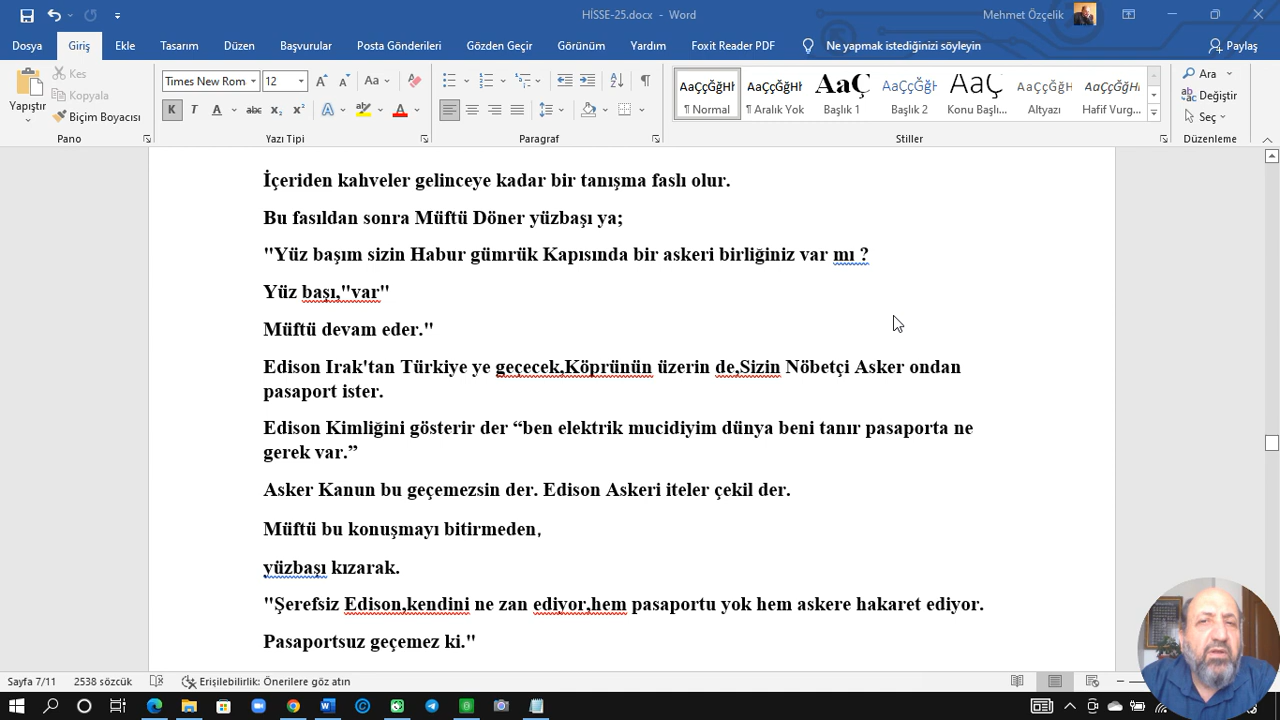 HİSSE-25.docx - Word
Mehmet Özçelik
Dosya Giriş Ekle Tasarım Düzen Başvurular Posta Gönderileri Gözden Geçir Görünüm Yardım Foxit Reader PDF Ne yapmak istediğinizi söyleyin Paylaş
Yapıştır
Kes
Kopyala
Biçim Boyacısı
Pano
Times New Rom 12
Aa
K T A abc x₂ x²
Yazı Tipi
Paragraf
AaÇçĞğHł AaÇçĞğHł AaÇ AaÇçĞğł AaÇ AaÇçĞğH AaÇçĞğH
¶ Normal ¶ Aralık Yok Başlık 1 Başlık 2 Konu Başlı... Altyazı Hafif Vurg...
Stiller
Ara
Değiştir
Seç
Düzenleme
İçeriden kahveler gelinceye kadar bir tanışma faslı olur.
Bu fasıldan sonra Müftü Döner yüzbaşı ya;
"Yüz başım sizin Habur gümrük Kapısında bir askeri birliğiniz var mı ?
Yüz başı,"var"
Müftü devam eder."
Edison Irak'tan Türkiye ye geçecek,Köprünün üzerin de,Sizin Nöbetçi Asker ondan
pasaport ister.
Edison Kimliğini gösterir der “ben elektrik mucidiyim dünya beni tanır pasaporta ne
gerek var.”
Asker Kanun bu geçemezsin der. Edison Askeri iteler çekil der.
Müftü bu konuşmayı bitirmeden,
yüzbaşı kızarak.
"Şerefsiz Edison,kendini ne zan ediyor,hem pasaportu yok hem askere hakaret ediyor.
Pasaportsuz geçemez ki."
Sayfa 7/11 2538 sözcük Erişilebilirlik: Önerilere göz atın